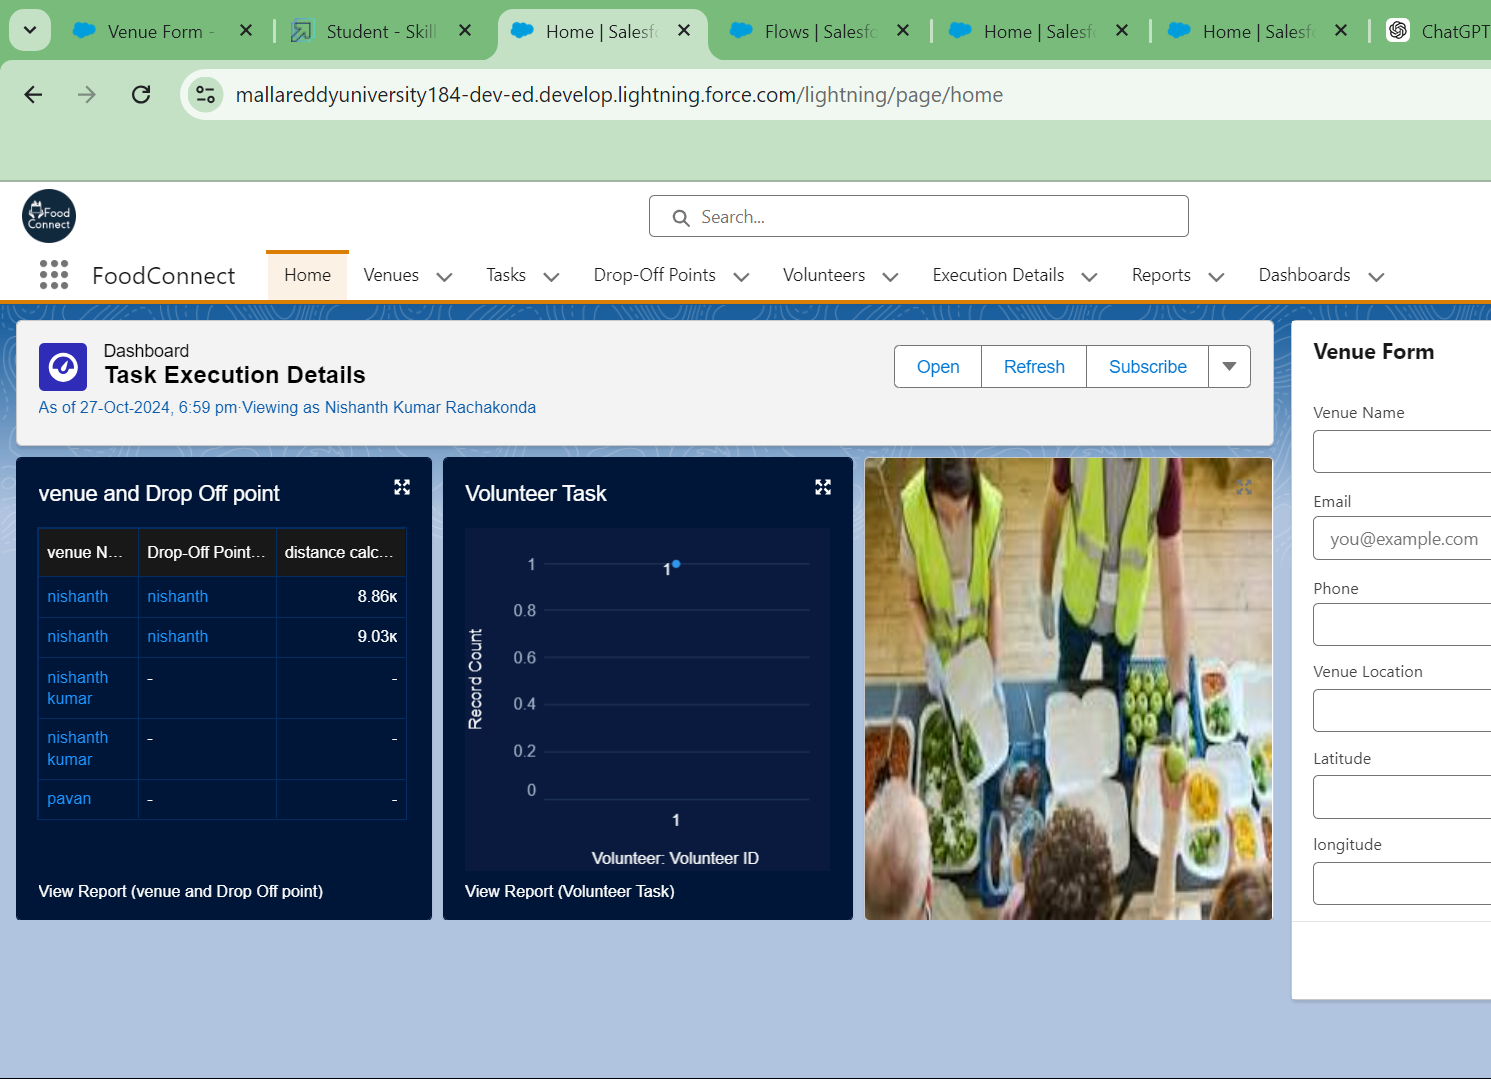 Venue Form -
Student - Skill
Home | Salesf
Flows | Salesfo
Home | Salesf
Home | Salesf
ChatGPT
mallareddyuniversity184-dev-ed.develop.lightning.force.com/lightning/page/home
Food
Connect
Search...
FoodConnect
Home
Venues
Tasks
Drop-Off Points
Volunteers
Execution Details
Reports
Dashboards
Dashboard
Task Execution Details
As of 27-Oct-2024, 6:59 pm·Viewing as Nishanth Kumar Rachakonda
Open
Refresh
Subscribe
venue and Drop Off point
venue N... Drop-Off Point... distance calc...
nishanth nishanth 8.86K
nishanth nishanth 9.03K
nishanth
kumar - -
nishanth
kumar - -
pavan - -
View Report (venue and Drop Off point)
Volunteer Task
Record Count
1
0.8
0.6
0.4
0.2
0
1
1
Volunteer: Volunteer ID
View Report (Volunteer Task)
Venue Form
Venue Name
Email
you@example.com
Phone
Venue Location
Latitude
longitude